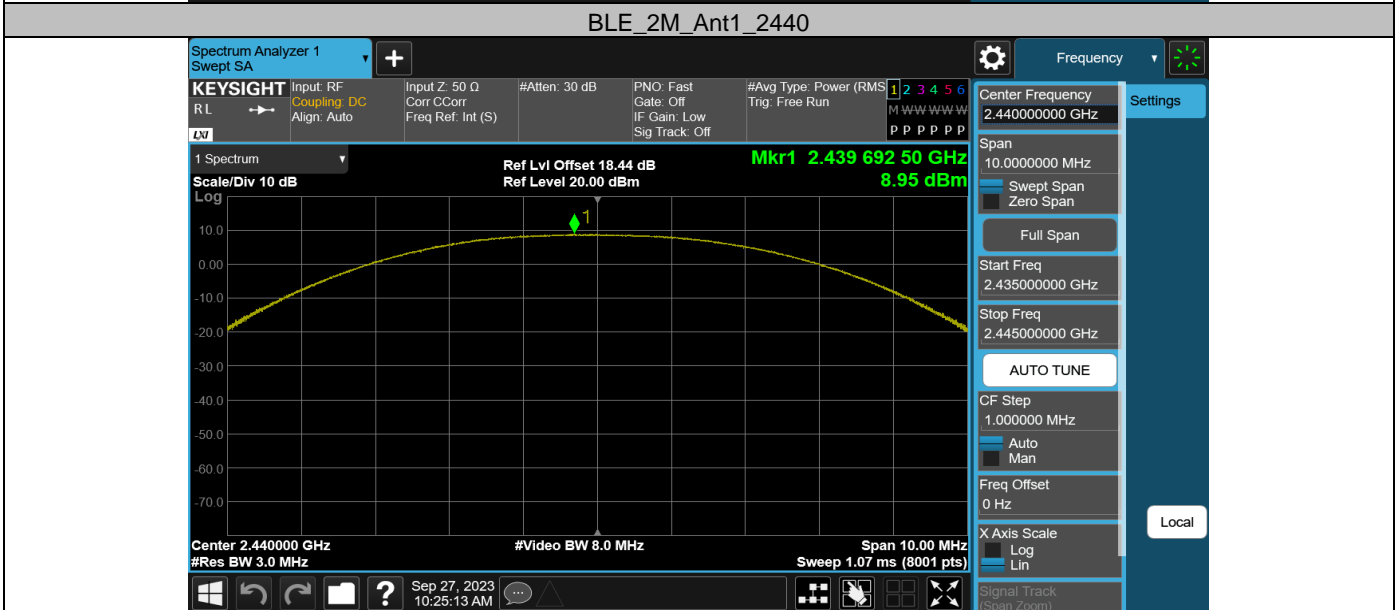 BLE_2M_Ant1_2440
Spectrum Analyzer 1
Swept SA
Frequency
KEYSIGHT
RL
LXI
Input: RF
Coupling: DC
Align: Auto
Input Z: 50 Ω
Corr CCorr
Freq Ref: Int (S)
#Atten: 30 dB
PNO: Fast
Gate: Off
IF Gain: Low
Sig Track: Off
#Avg Type: Power (RMS
Trig: Free Run
1 2 3 4 5 6
M W W W W W
P P P P P P
1 Spectrum
Scale/Div 10 dB
Log
Ref Lvl Offset 18.44 dB
Ref Level 20.00 dBm
Mkr1 2.439 692 50 GHz
8.95 dBm
1
10.0
0.00
-10.0
-20.0
-30.0
-40.0
-50.0
-60.0
-70.0
Center 2.440000 GHz
#Res BW 3.0 MHz
#Video BW 8.0 MHz
Span 10.00 MHz
Sweep 1.07 ms (8001 pts)
Center Frequency
2.440000000 GHz
Span
10.0000000 MHz
Swept Span
Zero Span
Full Span
Start Freq
2.435000000 GHz
Stop Freq
2.445000000 GHz
AUTO TUNE
CF Step
1.000000 MHz
Auto
Man
Freq Offset
0 Hz
X Axis Scale
Log
Lin
Signal Track
(Span Zoom)
Settings
Local
?
Sep 27, 2023
10:25:13 AM